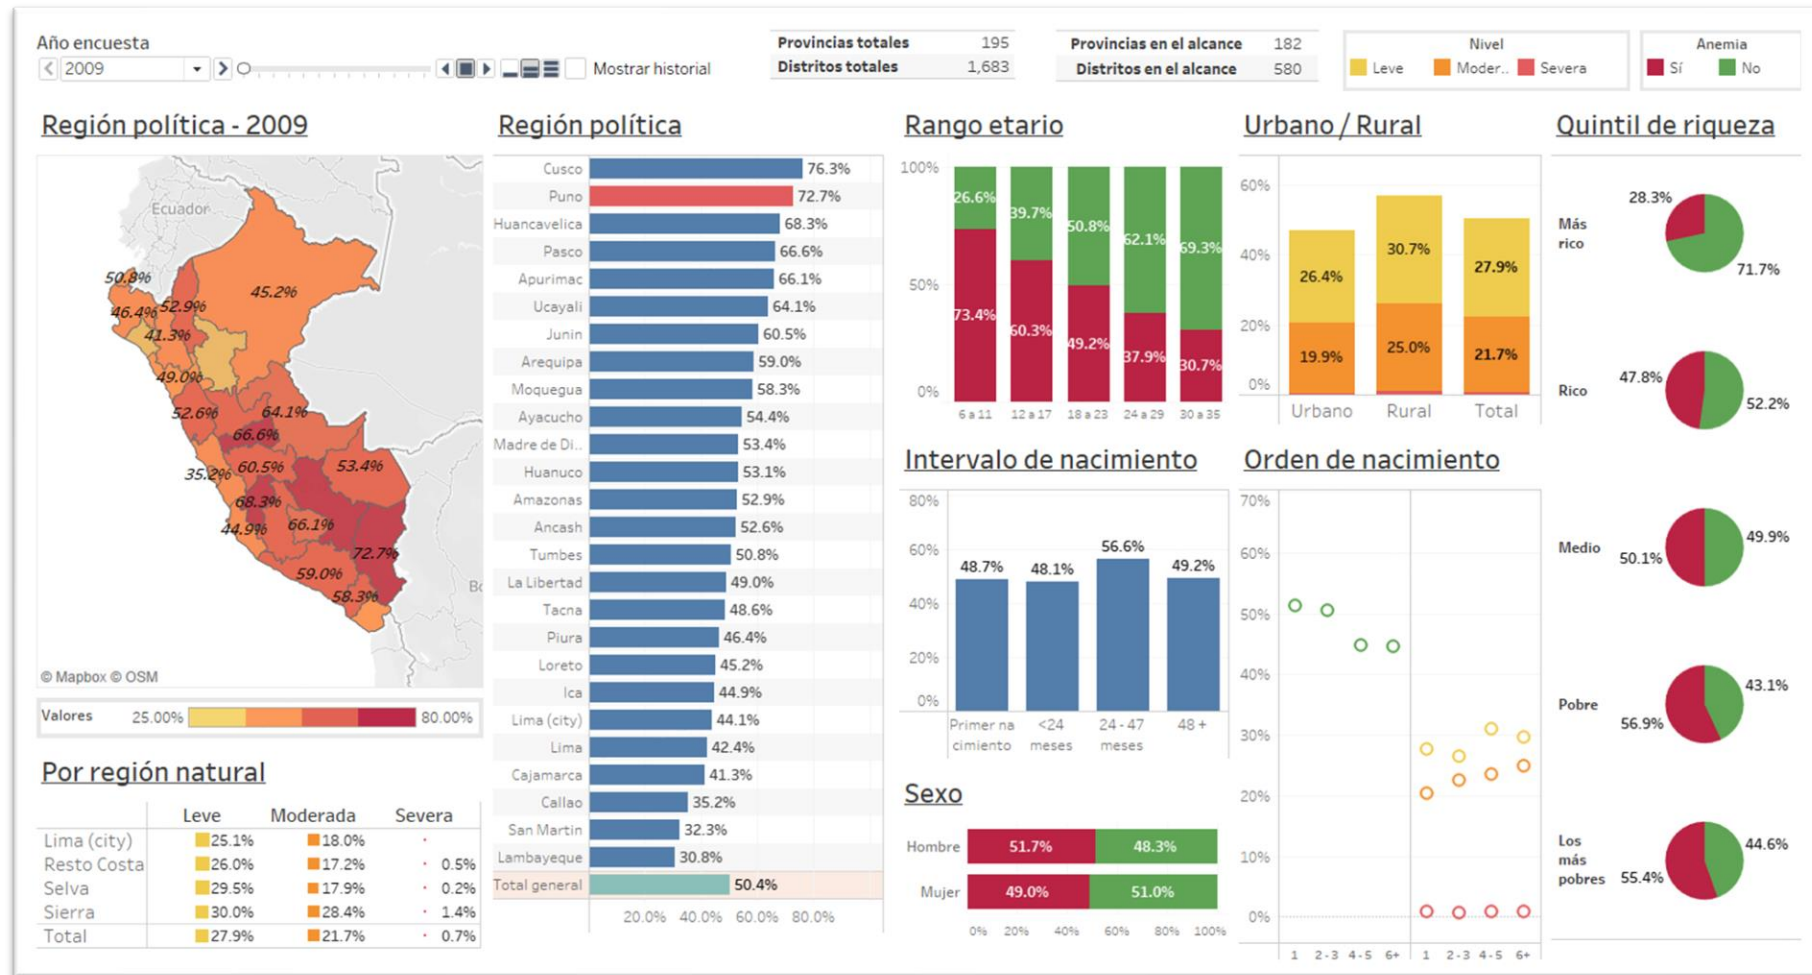 Año encuesta
2009
Mostrar historial
Provincias totales 195
Distritos totales 1,683
Provincias en el alcance 182
Distritos en el alcance 580
Nivel
Leve Moder.. Severa
Anemia
Sí No
Región política - 2009
Ecuador
50.8%
45.2%
52.9%
46.4%
41.3%
49.0%
52.6%
64.1%
66.6%
35.2%
60.5%
53.4%
68.3%
44.9%
66.1%
72.7%
59.0%
58.3%
Bo
© Mapbox © OSM
Valores 25.00% 80.00%
Por región natural
Leve Moderada Severa
Lima (city) 25.1% 18.0%
Resto Costa 26.0% 17.2% 0.5%
Selva 29.5% 17.9% 0.2%
Sierra 30.0% 28.4% 1.4%
Total 27.9% 21.7% 0.7%
Región política
Cusco 76.3%
Puno 72.7%
Huancavelica 68.3%
Pasco 66.6%
Apurimac 66.1%
Ucayali 64.1%
Junin 60.5%
Arequipa 59.0%
Moquegua 58.3%
Ayacucho 54.4%
Madre de Di.. 53.4%
Huanuco 53.1%
Amazonas 52.9%
Ancash 52.6%
Tumbes 50.8%
La Libertad 49.0%
Tacna 48.6%
Piura 46.4%
Loreto 45.2%
Ica 44.9%
Lima (city) 44.1%
Lima 42.4%
Cajamarca 41.3%
Callao 35.2%
San Martin 32.3%
Lambayeque 30.8%
Total general 50.4%
20.0% 40.0% 60.0% 80.0%
Rango etario
100%
50%
0%
26.6% 39.7% 50.8% 62.1% 69.3%
73.4% 60.3% 49.2% 37.9% 30.7%
6 a 11 12 a 17 18 a 23 24 a 29 30 a 35
Intervalo de nacimiento
80%
60%
40%
20%
0%
48.7% 48.1% 56.6% 49.2%
Primer na <24 24 - 47 48 +
cimiento meses meses
Sexo
Hombre 51.7% 48.3%
Mujer 49.0% 51.0%
0% 20% 40% 60% 80% 100%
Urbano / Rural
60%
40%
20%
0%
26.4% 30.7% 27.9%
19.9% 25.0% 21.7%
Urbano Rural Total
Orden de nacimiento
70%
60%
50%
40%
30%
20%
10%
0%
1 2 - 3 4 - 5 6+ 1 2 - 3 4 - 5 6+
Quintil de riqueza
Más
rico
28.3%
71.7%
Rico
47.8%
52.2%
Medio
50.1%
49.9%
Pobre
56.9%
43.1%
Los
más
pobres
55.4%
44.6%